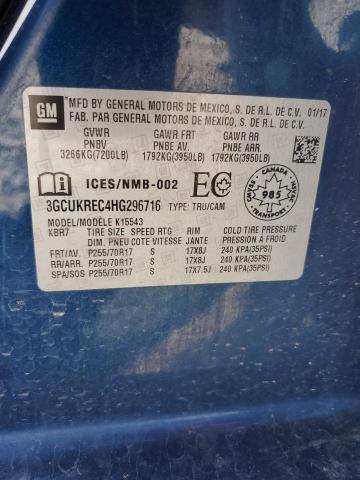 GM
MFD BY GENERAL MOTORS DE MEXICO, S. DE R.L. DE C.V. 01/17
FAB. PAR GENERAL MOTORS DE MEXICO, S. DE R.L. DE C.V.
GVWR GAWR FRT GAWR RR
PNBV PNBE AV. PNBE ARR.
3266KG(7200LB) 1792KG(3950LB) 1792KG(3950LB)
ICES/NMB-002 EC
CANADA
985
TRANSPORT
3GCUKREC4HG296716 TYPE: TRU/CAM
MODEL/MODÈLE K15543
KBR7 TIRE SIZE SPEED RTG RIM COLD TIRE PRESSURE
DIM. PNEU COTE VITESSE JANTE PRESSION À FROID
FRT/AV. P255/70R17 S 17X8J 240 KPA(35PSI)
RR/ARR. P255/70R17 S 17X8J 240 KPA(35PSI)
SPA/SOS P255/70R17 S 17X7.5J 240 KPA(35PSI)